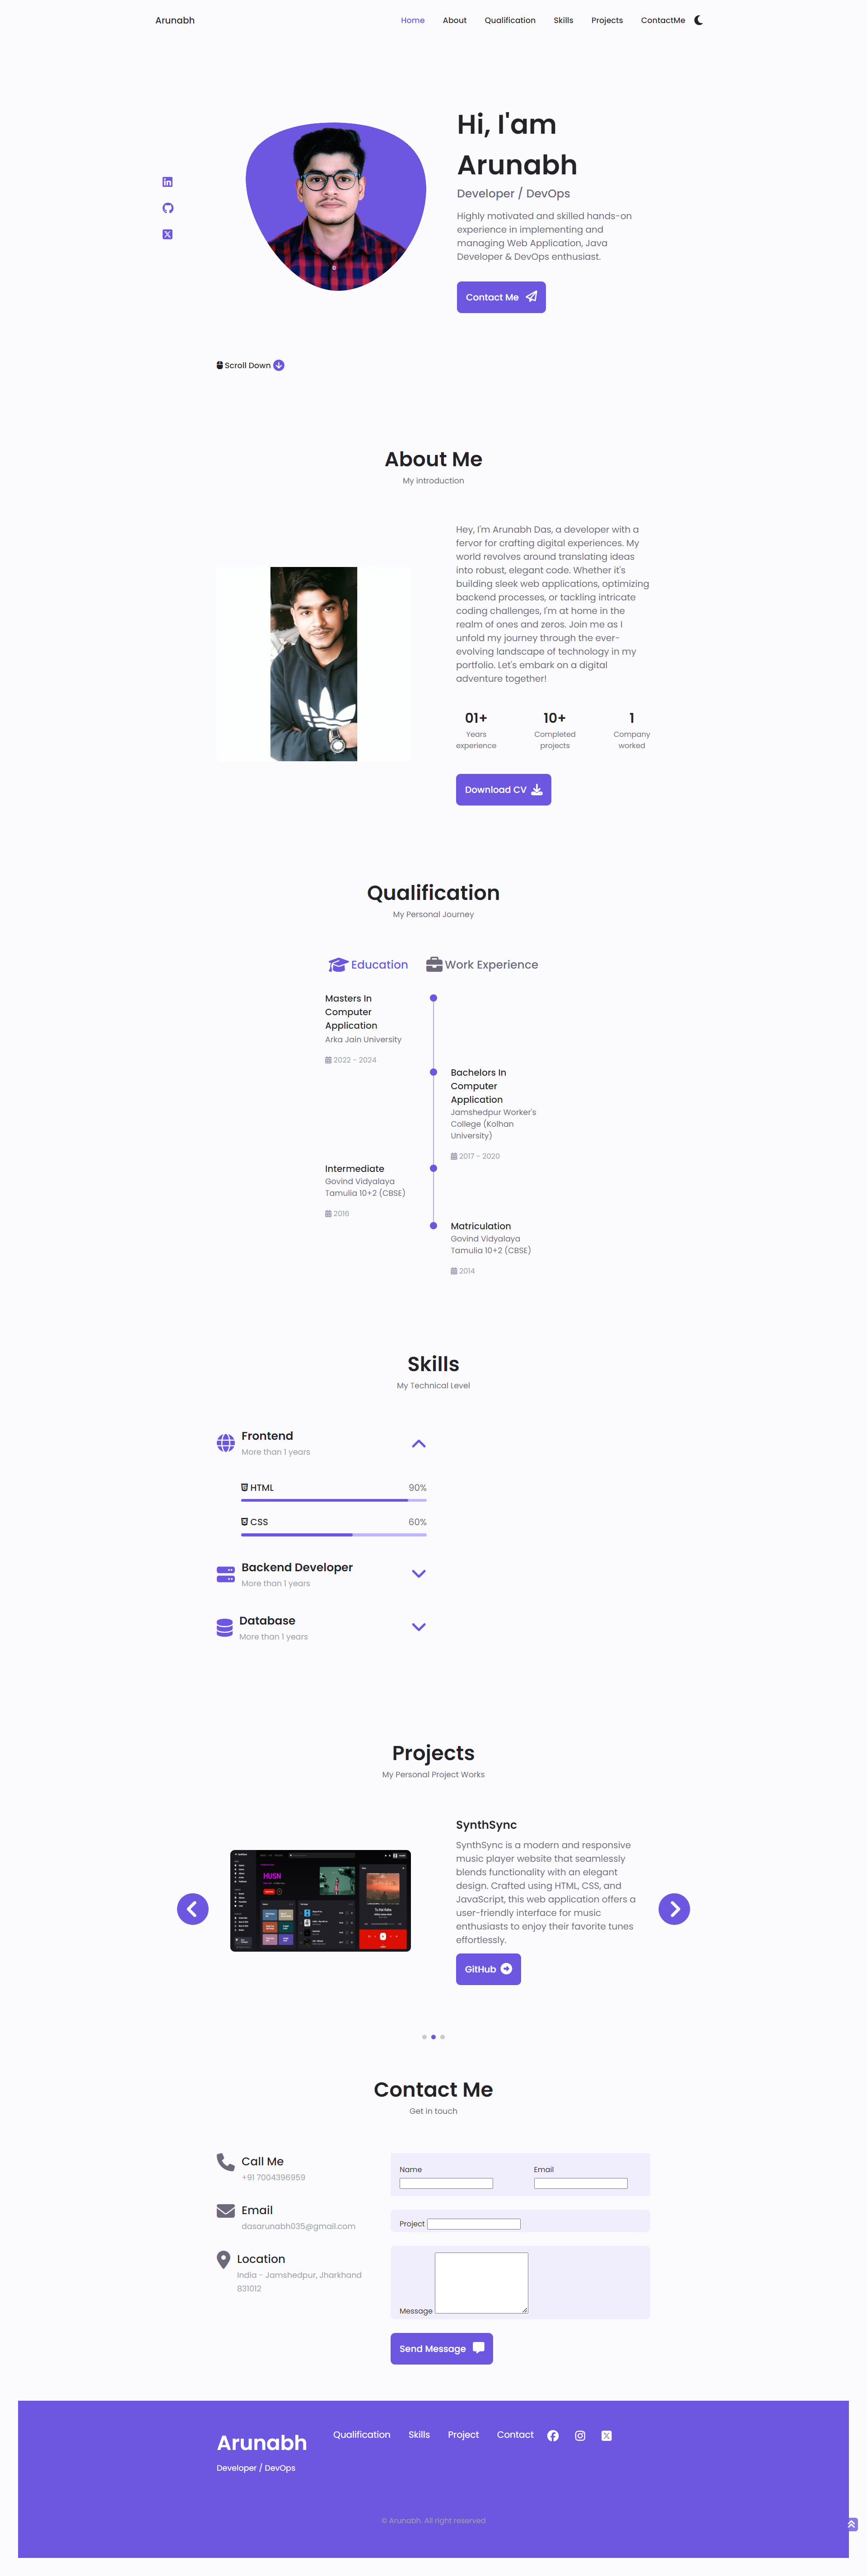 Arunabh
Home About Qualification Skills Projects ContactMe
Hi, I'am
Arunabh
Developer / DevOps
Highly motivated and skilled hands-on
experience in implementing and
managing Web Application, Java
Developer & DevOps enthusiast.
Contact Me
Scroll Down
About Me
My introduction
Hey, I'm Arunabh Das, a developer with a
fervor for crafting digital experiences. My
world revolves around translating ideas
into robust, elegant code. Whether it's
building sleek web applications, optimizing
backend processes, or tackling intricate
coding challenges, I'm at home in the
realm of ones and zeros. Join me as I
unfold my journey through the ever-
evolving landscape of technology in my
portfolio. Let's embark on a digital
adventure together!
01+ 10+ 1
Years Completed Company
experience projects worked
Download CV
Qualification
My Personal Journey
Education Work Experience
Masters In
Computer
Application
Arka Jain University
2022 - 2024
Bachelors In
Computer
Application
Jamshedpur Worker's
College (Kolhan
University)
2017 - 2020
Intermediate
Govind Vidyalaya
Tamulia 10+2 (CBSE)
2016
Matriculation
Govind Vidyalaya
Tamulia 10+2 (CBSE)
2014
Skills
My Technical Level
Frontend
More than 1 years
HTML 90%
CSS 60%
Backend Developer
More than 1 years
Database
More than 1 years
Projects
My Personal Project Works
HUSN
SynthSync
SynthSync is a modern and responsive
music player website that seamlessly
blends functionality with an elegant
design. Crafted using HTML, CSS, and
JavaScript, this web application offers a
user-friendly interface for music
enthusiasts to enjoy their favorite tunes
effortlessly.
GitHub
Contact Me
Get in touch
Call Me
+91 7004396959
Email
dasarunabh035@gmail.com
Location
India - Jamshedpur, Jharkhand
831012
Name Email
Project
Message
Send Message
Arunabh
Developer / DevOps
Qualification Skills Project Contact
© Arunabh. All right reserved